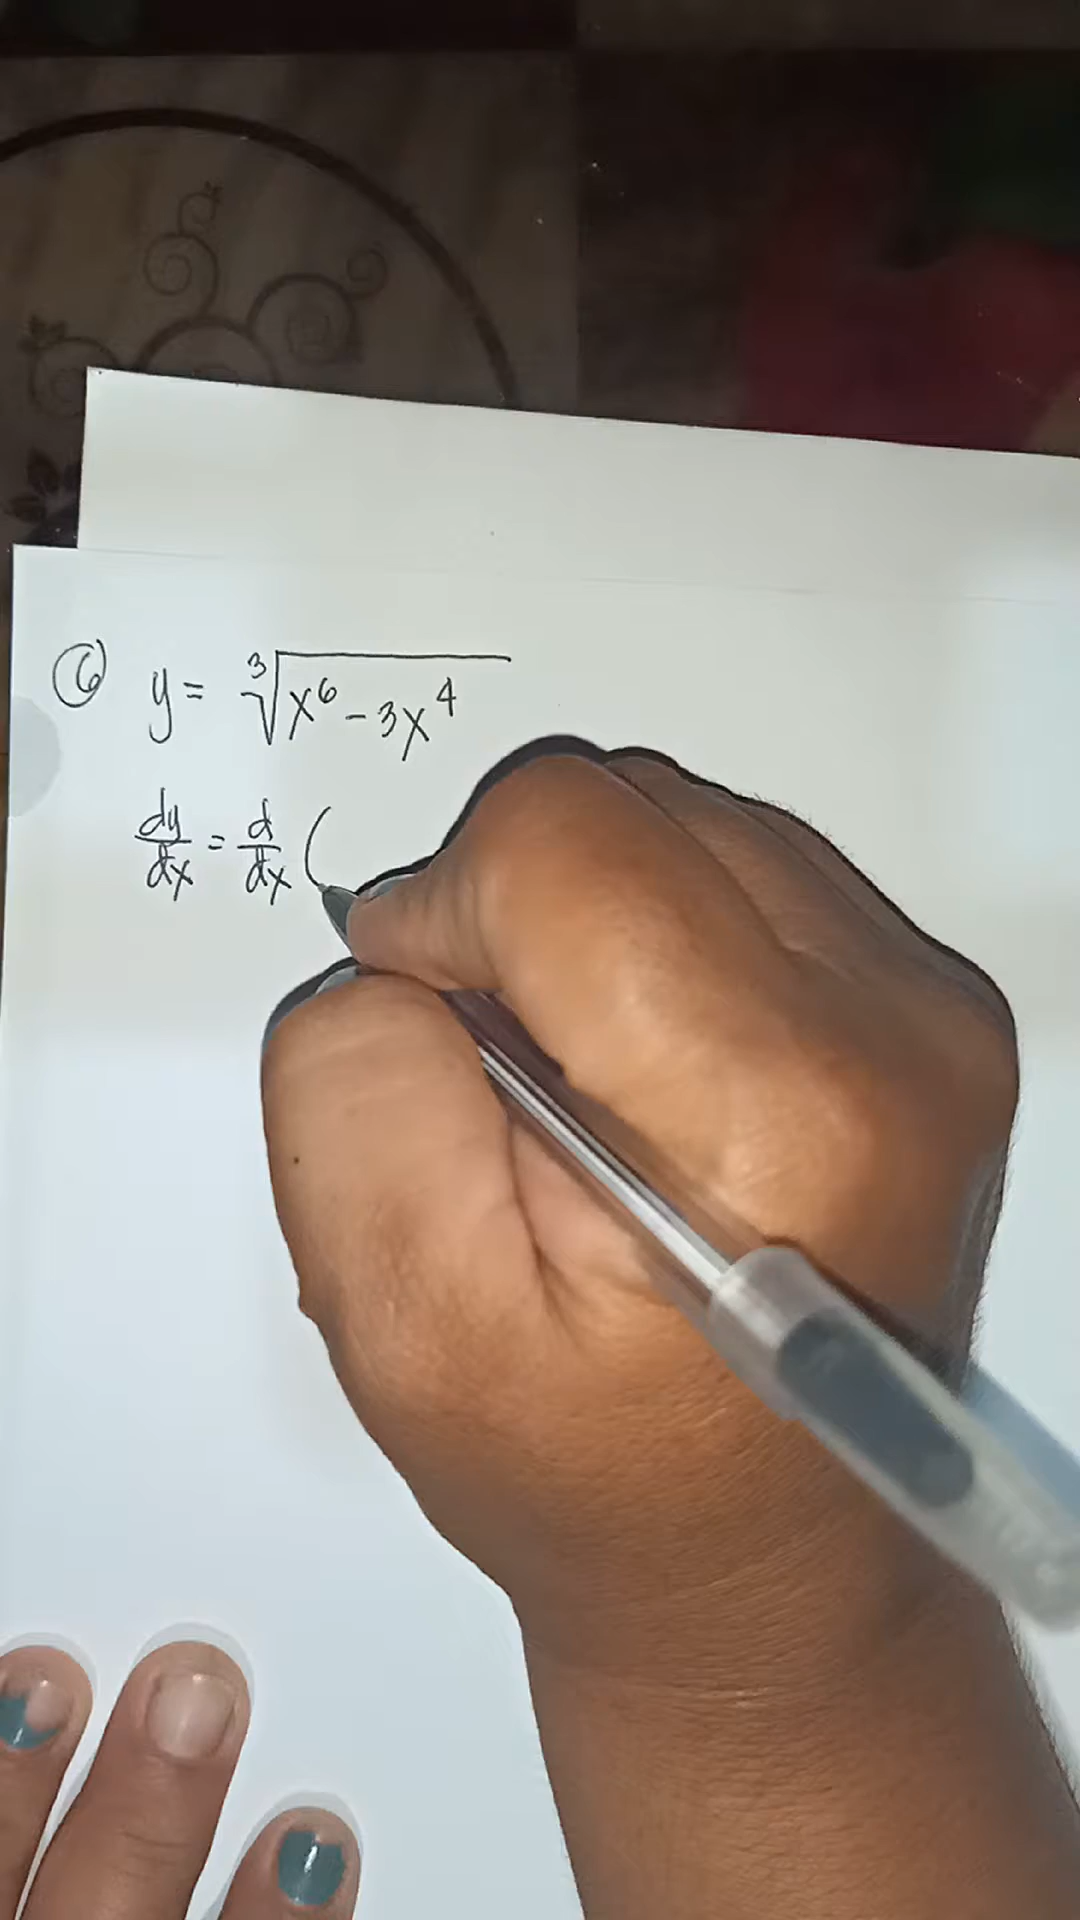 ⑥ y = ∛(x⁶ - 3x⁴)
dy/dx = d/dx (